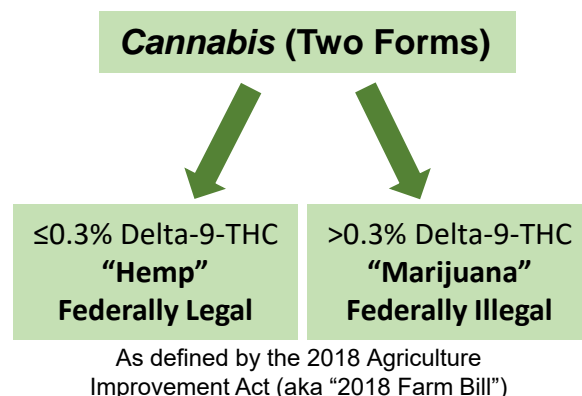 Cannabis (Two Forms)
≤0.3% Delta-9-THC
“Hemp”
Federally Legal
>0.3% Delta-9-THC
“Marijuana”
Federally Illegal
As defined by the 2018 Agriculture
Improvement Act (aka “2018 Farm Bill”)